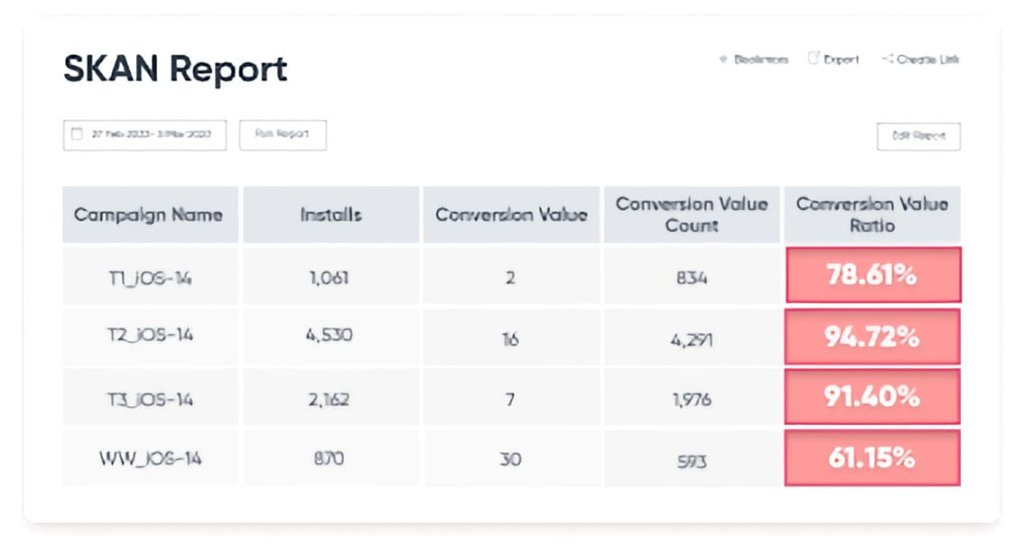 SKAN Report
Export
Create Link
Run Report
Edit Report
Campaign Name
Installs
Conversion Value
Conversion Value Count
Conversion Value Ratio
T1_iOS-14
1,061
2
834
78.61%
T2_iOS-14
4,530
16
4,291
94.72%
T3_iOS-14
2,162
7
1,976
91.40%
WW_iOS-14
870
30
593
61.15%